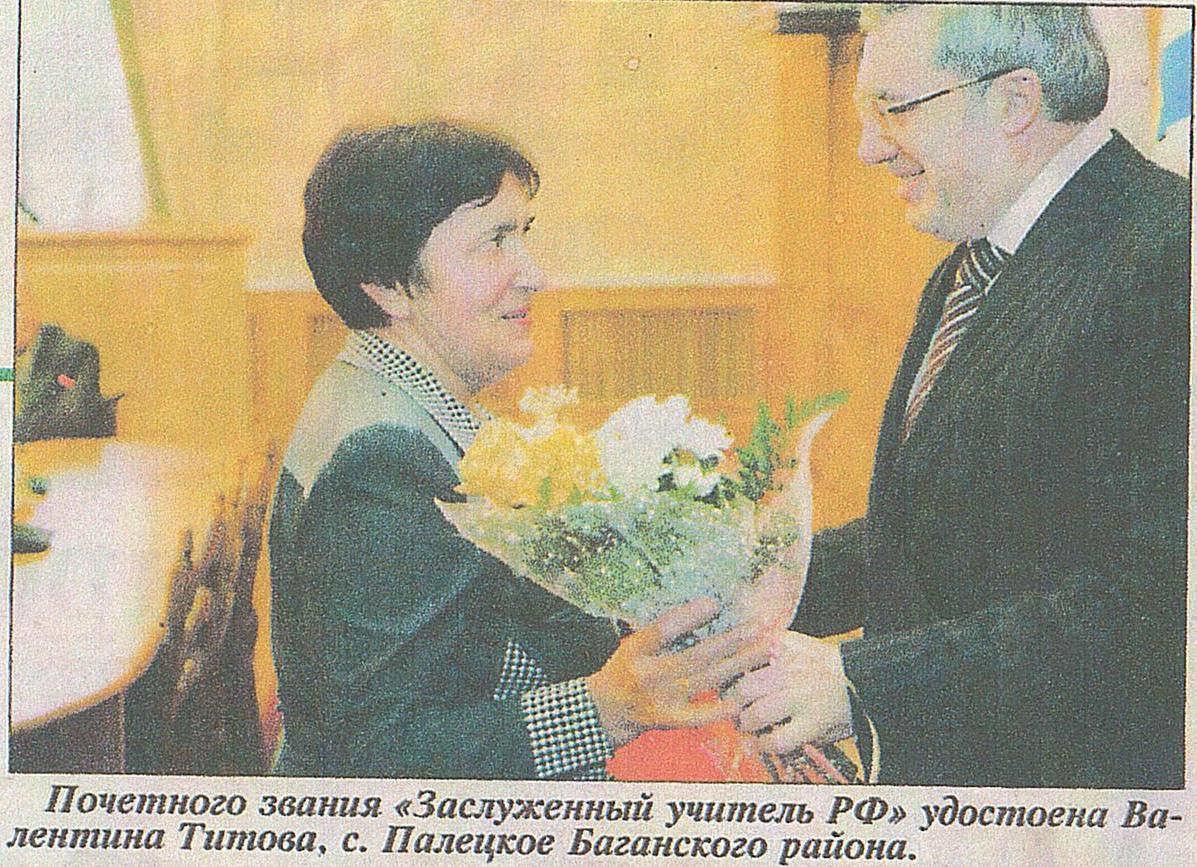 Почетного звания «Заслуженный учитель РФ» удостоена Ва-
лентина Титова, с. Палецкое Баганского района.